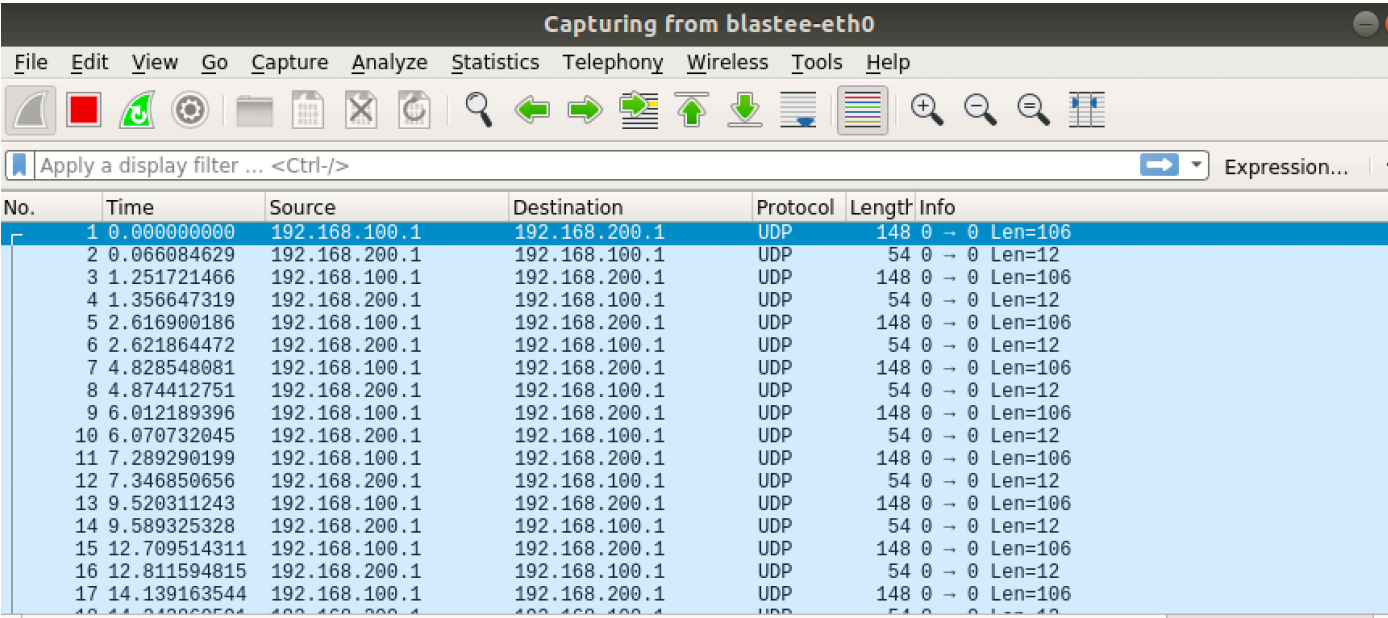 Capturing from blastee-eth0
File Edit View Go Capture Analyze Statistics Telephony Wireless Tools Help
Apply a display filter ... <Ctrl-/> Expression...
No. Time Source Destination Protocol Length Info
1 0.000000000 192.168.100.1 192.168.200.1 UDP 148 0 → 0 Len=106
2 0.066084629 192.168.200.1 192.168.100.1 UDP 54 0 → 0 Len=12
3 1.251721466 192.168.100.1 192.168.200.1 UDP 148 0 → 0 Len=106
4 1.356647319 192.168.200.1 192.168.100.1 UDP 54 0 → 0 Len=12
5 2.616900186 192.168.100.1 192.168.200.1 UDP 148 0 → 0 Len=106
6 2.621864472 192.168.200.1 192.168.100.1 UDP 54 0 → 0 Len=12
7 4.828548081 192.168.100.1 192.168.200.1 UDP 148 0 → 0 Len=106
8 4.874412751 192.168.200.1 192.168.100.1 UDP 54 0 → 0 Len=12
9 6.012189396 192.168.100.1 192.168.200.1 UDP 148 0 → 0 Len=106
10 6.070732045 192.168.200.1 192.168.100.1 UDP 54 0 → 0 Len=12
11 7.289290199 192.168.100.1 192.168.200.1 UDP 148 0 → 0 Len=106
12 7.346850656 192.168.200.1 192.168.100.1 UDP 54 0 → 0 Len=12
13 9.520311243 192.168.100.1 192.168.200.1 UDP 148 0 → 0 Len=106
14 9.589325328 192.168.200.1 192.168.100.1 UDP 54 0 → 0 Len=12
15 12.709514311 192.168.100.1 192.168.200.1 UDP 148 0 → 0 Len=106
16 12.811594815 192.168.200.1 192.168.100.1 UDP 54 0 → 0 Len=12
17 14.139163544 192.168.100.1 192.168.200.1 UDP 148 0 → 0 Len=106